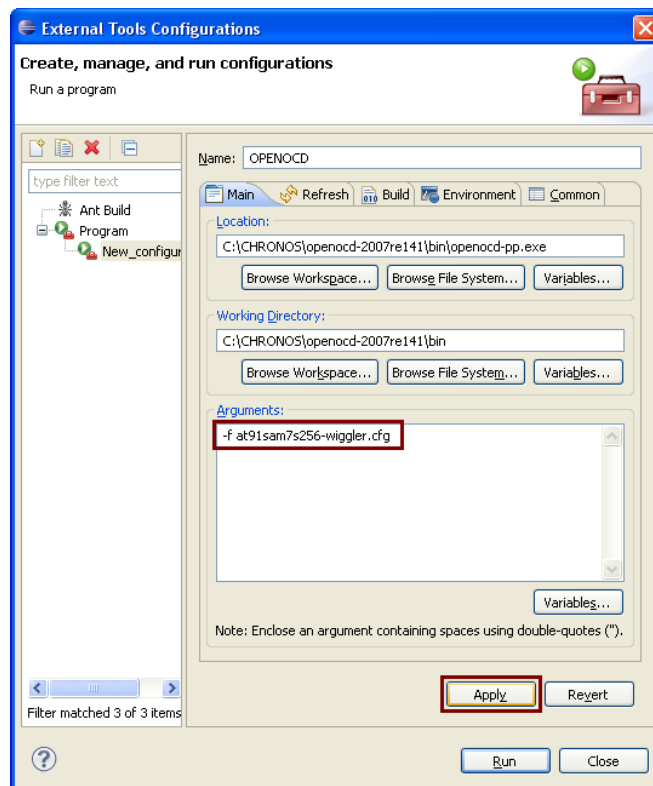 External Tools Configurations
Create, manage, and run configurations
Run a program
type filter text
Ant Build
Program
New_configur
Filter matched 3 of 3 items
Name: OPENOCD
Main Refresh Build Environment Common
Location:
C:\CHRONOS\openocd-2007re141\bin\openocd-pp.exe
Browse Workspace... Browse File System... Variables...
Working Directory:
C:\CHRONOS\openocd-2007re141\bin
Browse Workspace... Browse File System... Variables...
Arguments:
-f at91sam7s256-wiggler.cfg
Variables...
Note: Enclose an argument containing spaces using double-quotes (").
Apply Revert
Run Close